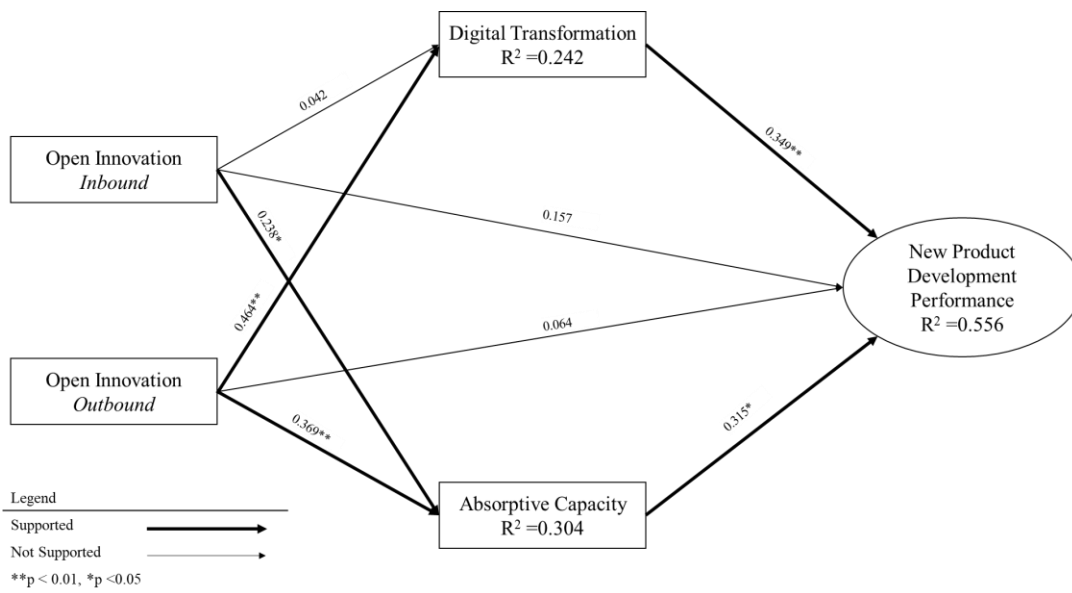 Digital Transformation
R² =0.242
0.042
Open Innovation
Inbound
0.349**
0.238*
0.157
New Product
Development
Performance
R² =0.556
0.464**
0.064
Open Innovation
Outbound
0.369**
0.315*
Absorptive Capacity
R² =0.304
Legend
Supported
Not Supported
**p < 0.01, *p <0.05